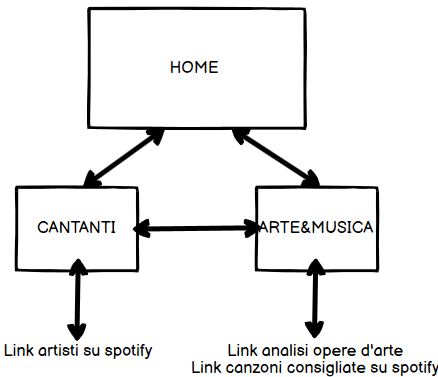 HOME
CANTANTI
ARTE&MUSICA
Link artisti su spotify
Link analisi opere d'arte
Link canzoni consigliate su spotify